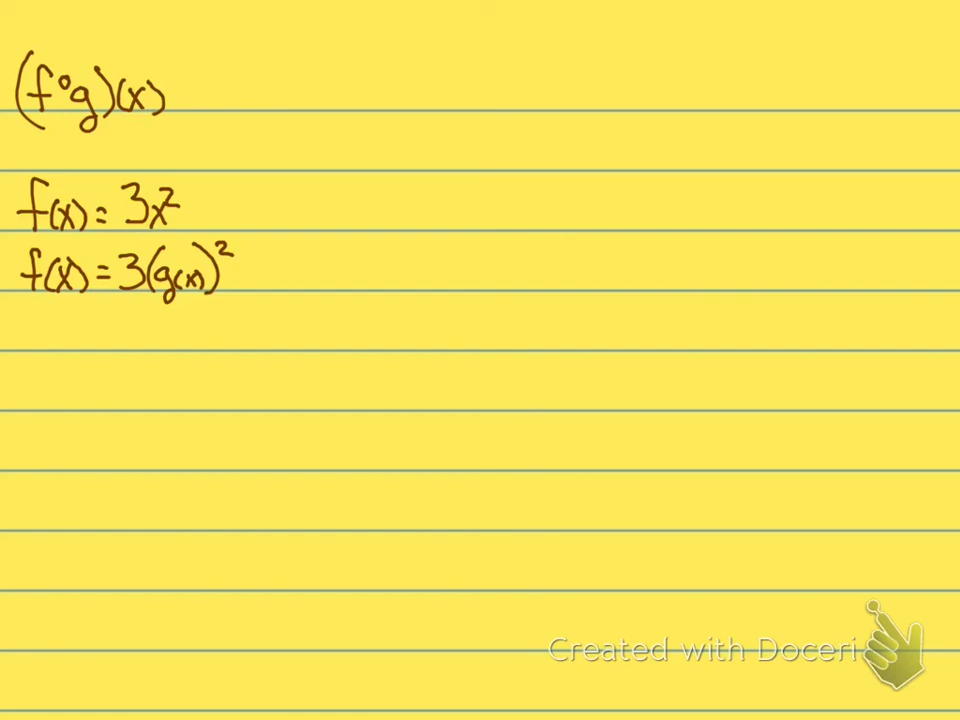 (f∘g)(x)
f(x) = 3x²
f(x) = 3(g(x))²
Created with Doceri